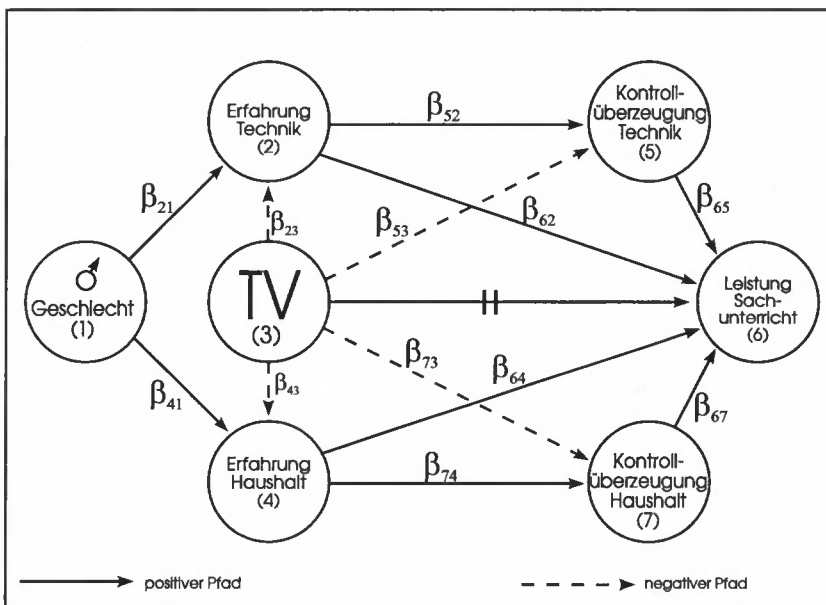 Erfahrung
Technik
(2)
β52
Kontroll-
überzeugung
Technik
(5)
β21
β23
β53
β62
β65
♂
Geschlecht
(1)
TV
(3)
Leistung
Sach-
unterricht
(6)
β41
β43
β73
β64
β67
Erfahrung
Haushalt
(4)
β74
Kontroll-
überzeugung
Haushalt
(7)
positiver Pfad
negativer Pfad